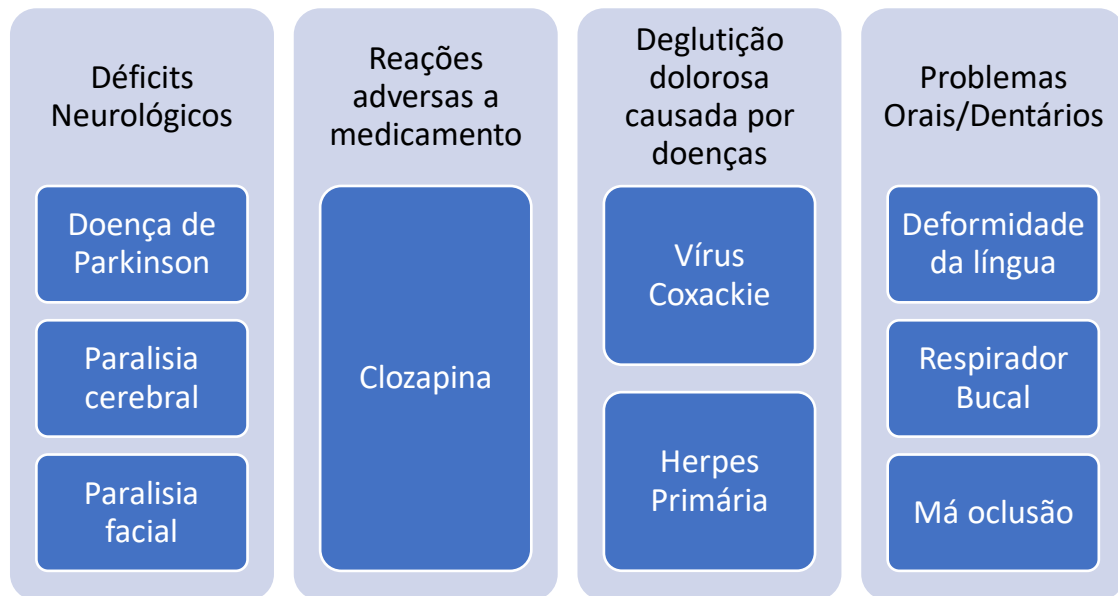 Déficits
Neurológicos
Doença de
Parkinson
Paralisia
cerebral
Paralisia
facial
Reações
adversas a
medicamento
Clozapina
Deglutição
dolorosa
causada por
doenças
Vírus
Coxackie
Herpes
Primária
Problemas
Orais/Dentários
Deformidade
da língua
Respirador
Bucal
Má oclusão